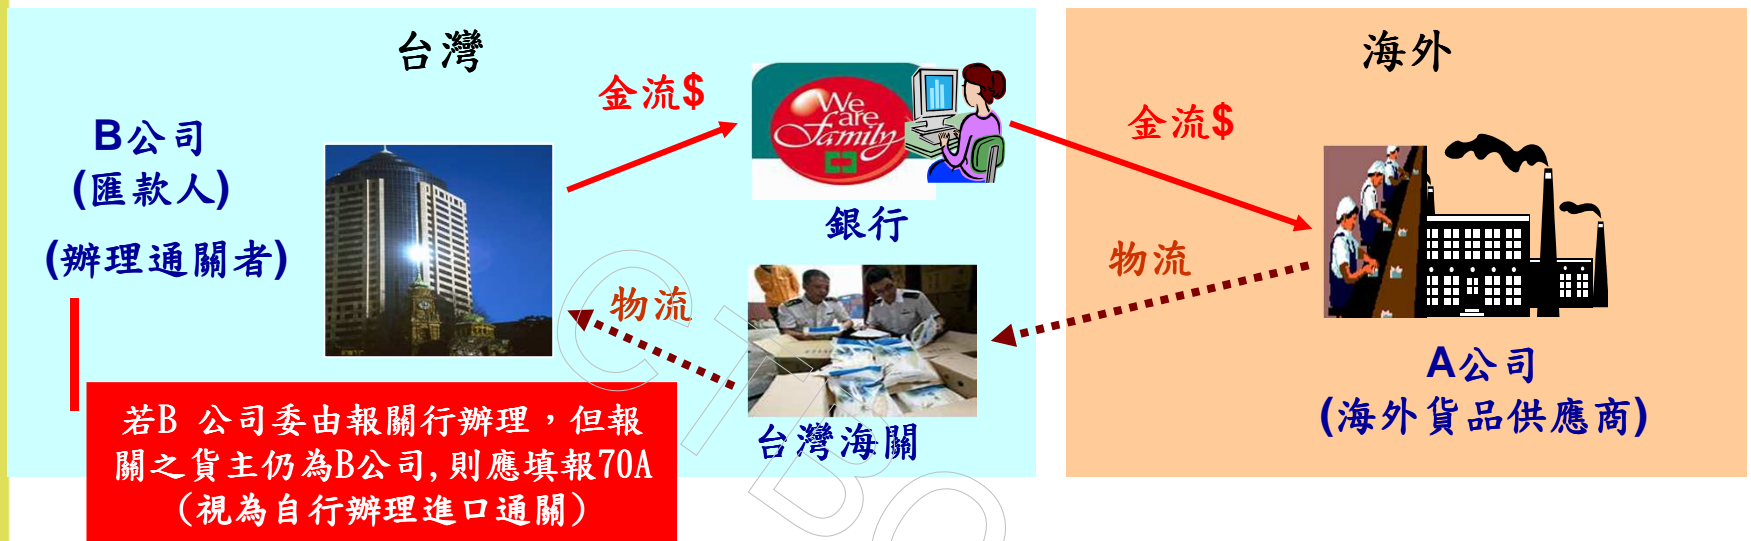 台灣
海外
金流$
金流$
B公司
(匯款人)
(辦理通關者)
We
care
Family
銀行
物流
物流
台灣海關
A公司
(海外貨品供應商)
若B 公司委由報關行辦理，但報
關之貨主仍為B公司,則應填報70A
(視為自行辦理進口通關)
CTBC